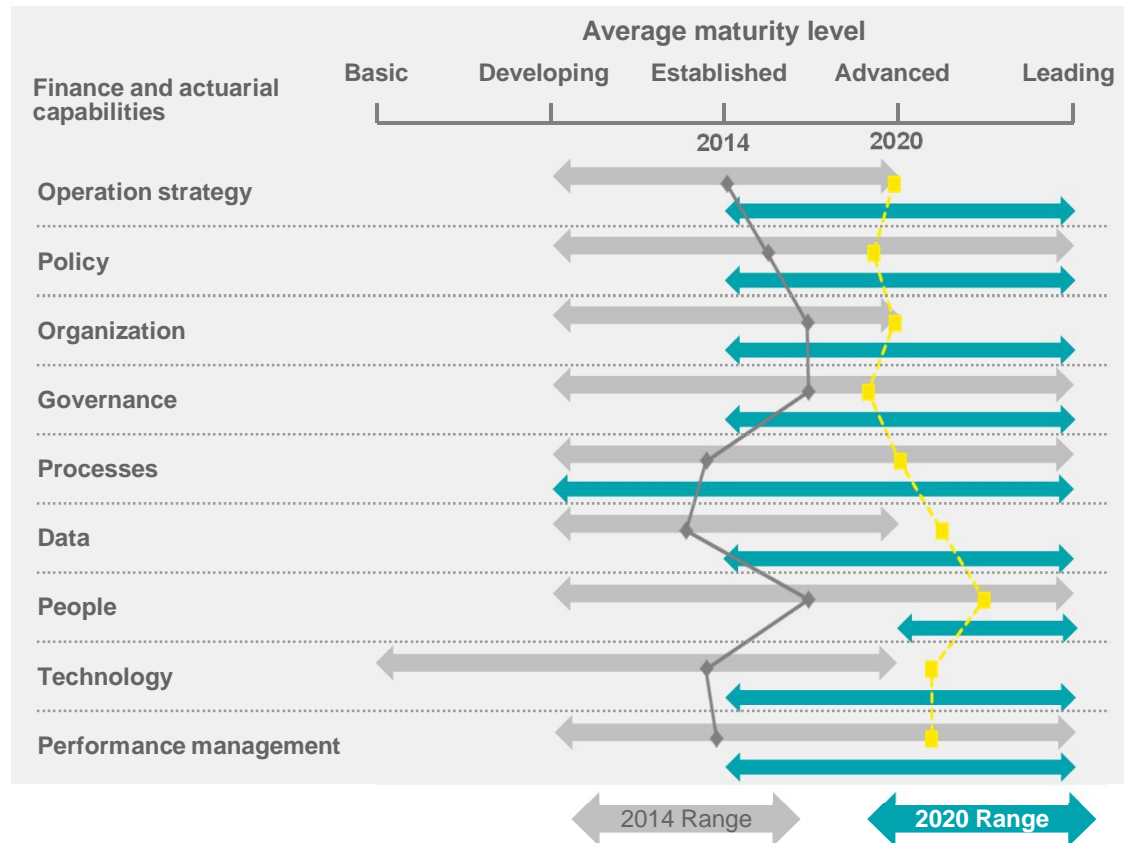 Average maturity level
Finance and actuarial
capabilities
Basic Developing Established Advanced Leading
2014 2020
Operation strategy
Policy
Organization
Governance
Processes
Data
People
Technology
Performance management
2014 Range 2020 Range